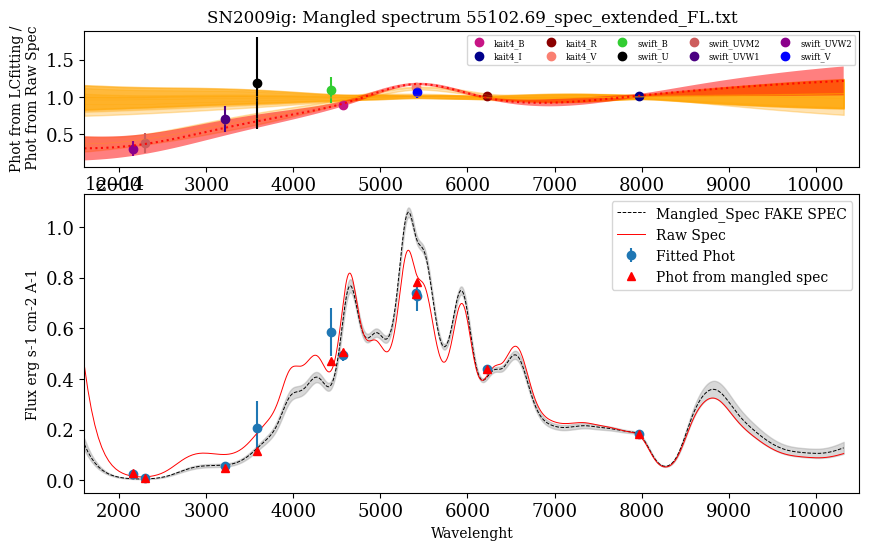 SN2009ig: Mangled spectrum 55102.69_spec_extended_FL.txt
Phot from LCfitting /
Phot from Raw Spec
1.5
1.0
0.5
kait4_B kait4_R swift_B swift_UVM2 swift_UVW2
kait4_I kait4_V swift_U swift_UVW1 swift_V
2000 3000 4000 5000 6000 7000 8000 9000 10000
1e−14
Flux erg s-1 cm-2 A-1
1.0
0.8
0.6
0.4
0.2
0.0
Mangled_Spec FAKE SPEC
Raw Spec
Fitted Phot
Phot from mangled spec
2000 3000 4000 5000 6000 7000 8000 9000 10000
Wavelenght